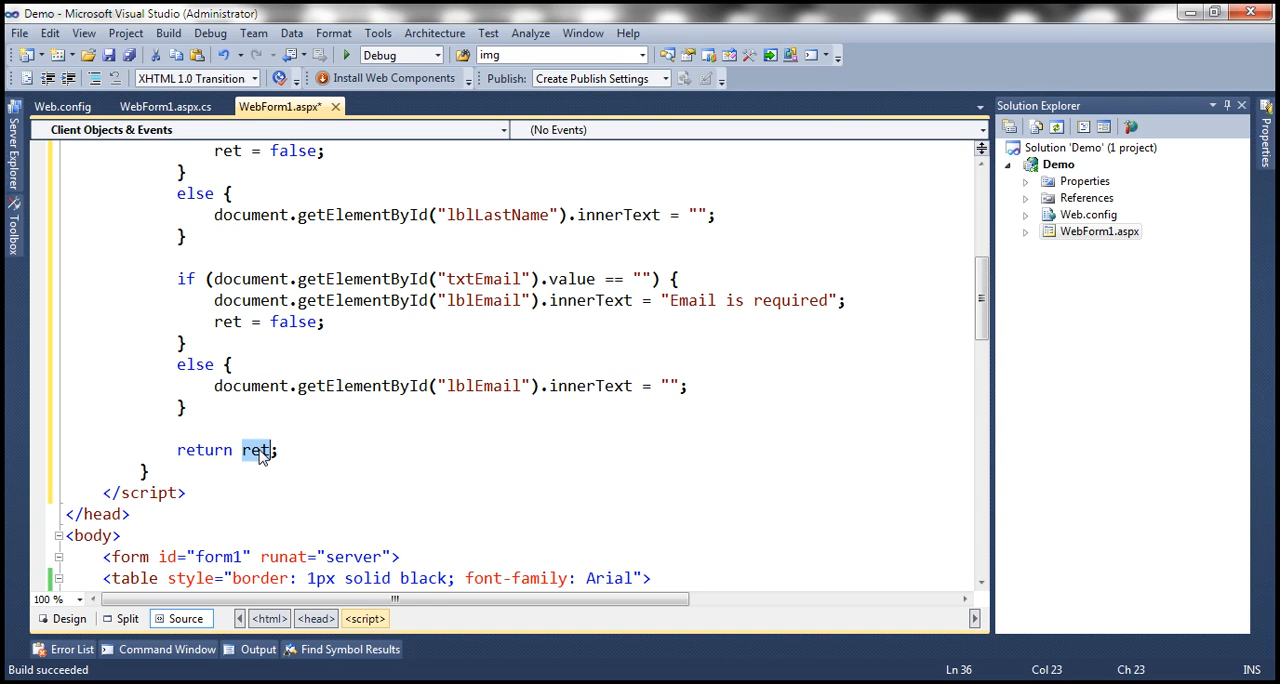 Demo - Microsoft Visual Studio (Administrator)
File Edit View Project Build Debug Team Data Format Tools Architecture Test Analyze Window Help
Debug img
XHTML 1.0 Transition Install Web Components Publish: Create Publish Settings
Web.config WebForm1.aspx.cs WebForm1.aspx*
Client Objects & Events (No Events)
Server Explorer
Toolbox
ret = false;
}
else {
document.getElementById("lblLastName").innerText = "";
}
if (document.getElementById("txtEmail").value == "") {
document.getElementById("lblEmail").innerText = "Email is required";
ret = false;
}
else {
document.getElementById("lblEmail").innerText = "";
}
return ret;
}
</script>
</head>
<body>
<form id="form1" runat="server">
<table style="border: 1px solid black; font-family: Arial">
100 %
Design Split Source <html> <head> <script>
Solution Explorer
Solution 'Demo' (1 project)
Demo
Properties
References
Web.config
WebForm1.aspx
Properties
Error List Command Window Output Find Symbol Results
Build succeeded Ln 36 Col 23 Ch 23 INS